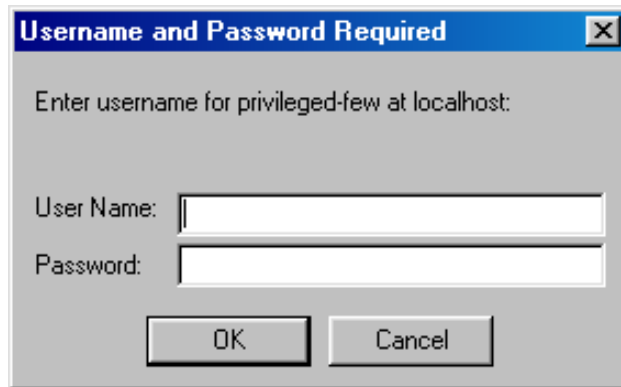 Username and Password Required
Enter username for privileged-few at localhost:
User Name:
Password:
OK Cancel